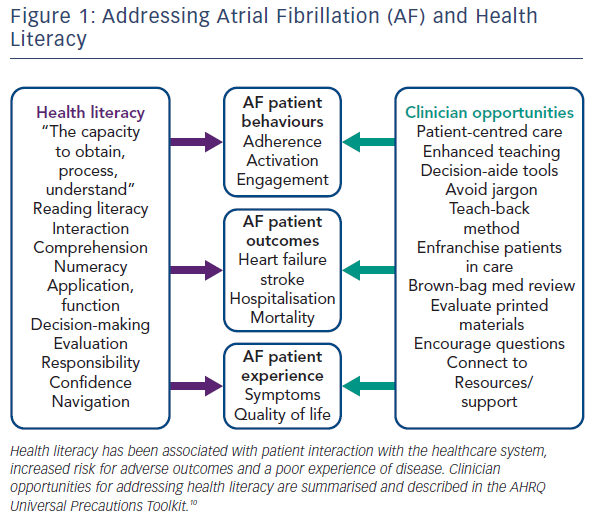 Figure 1: Addressing Atrial Fibrillation (AF) and Health
Literacy
Health literacy
“The capacity
to obtain,
process,
understand”
Reading literacy
Interaction
Comprehension
Numeracy
Application,
function
Decision-making
Evaluation
Responsibility
Confidence
Navigation
AF patient
behaviours
Adherence
Activation
Engagement
AF patient
outcomes
Heart failure
stroke
Hospitalisation
Mortality
AF patient
experience
Symptoms
Quality of life
Clinician opportunities
Patient-centred care
Enhanced teaching
Decision-aide tools
Avoid jargon
Teach-back
method
Enfranchise patients
in care
Brown-bag med review
Evaluate printed
materials
Encourage questions
Connect to
Resources/
support
Health literacy has been associated with patient interaction with the healthcare system,
increased risk for adverse outcomes and a poor experience of disease. Clinician
opportunities for addressing health literacy are summarised and described in the AHRQ
Universal Precautions Toolkit.¹⁰